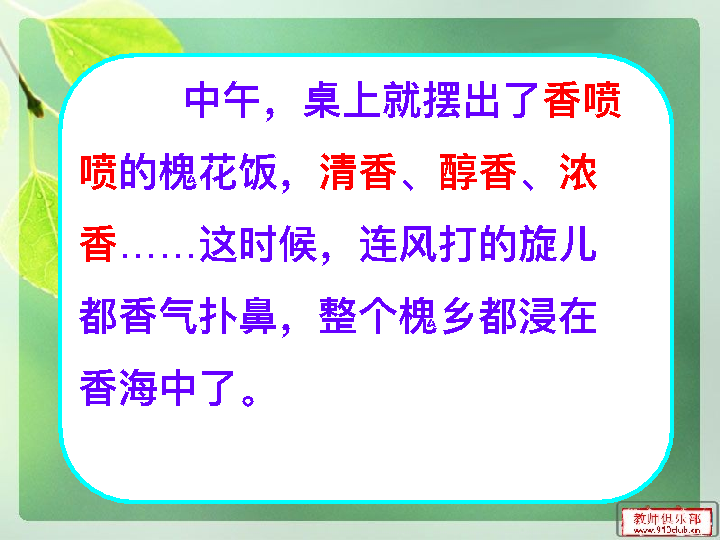 中午，桌上就摆出了香喷
喷的槐花饭，清香、醇香、浓
香……这时候，连风打的旋儿
都香气扑鼻，整个槐乡都浸在
香海中了。
教师俱乐部
www.910club.cn